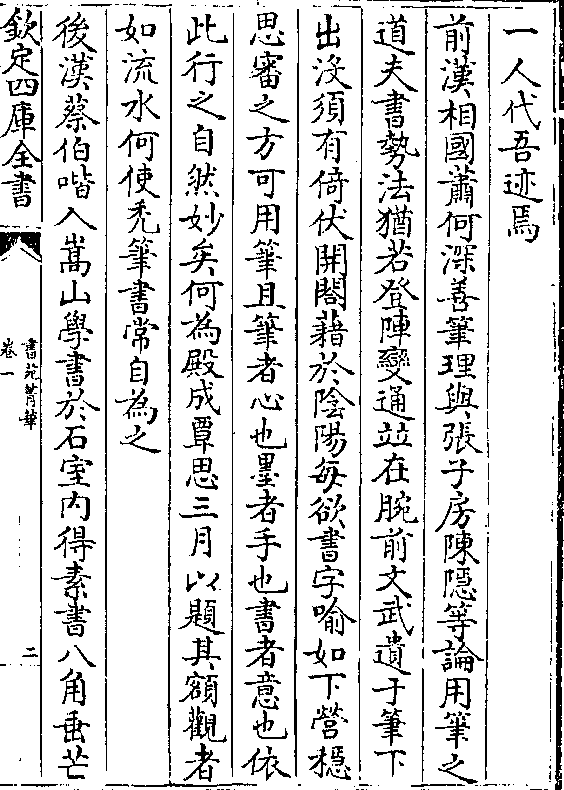 一人代吾迹焉
前漢相國蕭何深善筆理與張子房陳隱等論用筆之
道夫書勢法猶若登陣變通竝在腕前文武遺于筆下
出沒須有倚伏開闔藉於陰陽每欲書字喻如下營穩
思審之方可用筆且筆者心也墨者手也書者意也依
此行之自然妙矣何為殿成覃思三月以題其額觀者
如流水何使禿筆書常自為之
後漢蔡伯喈入嵩山學書於石室內得素書八角垂芒
欽定四庫全書
書苑菁華
卷一
二